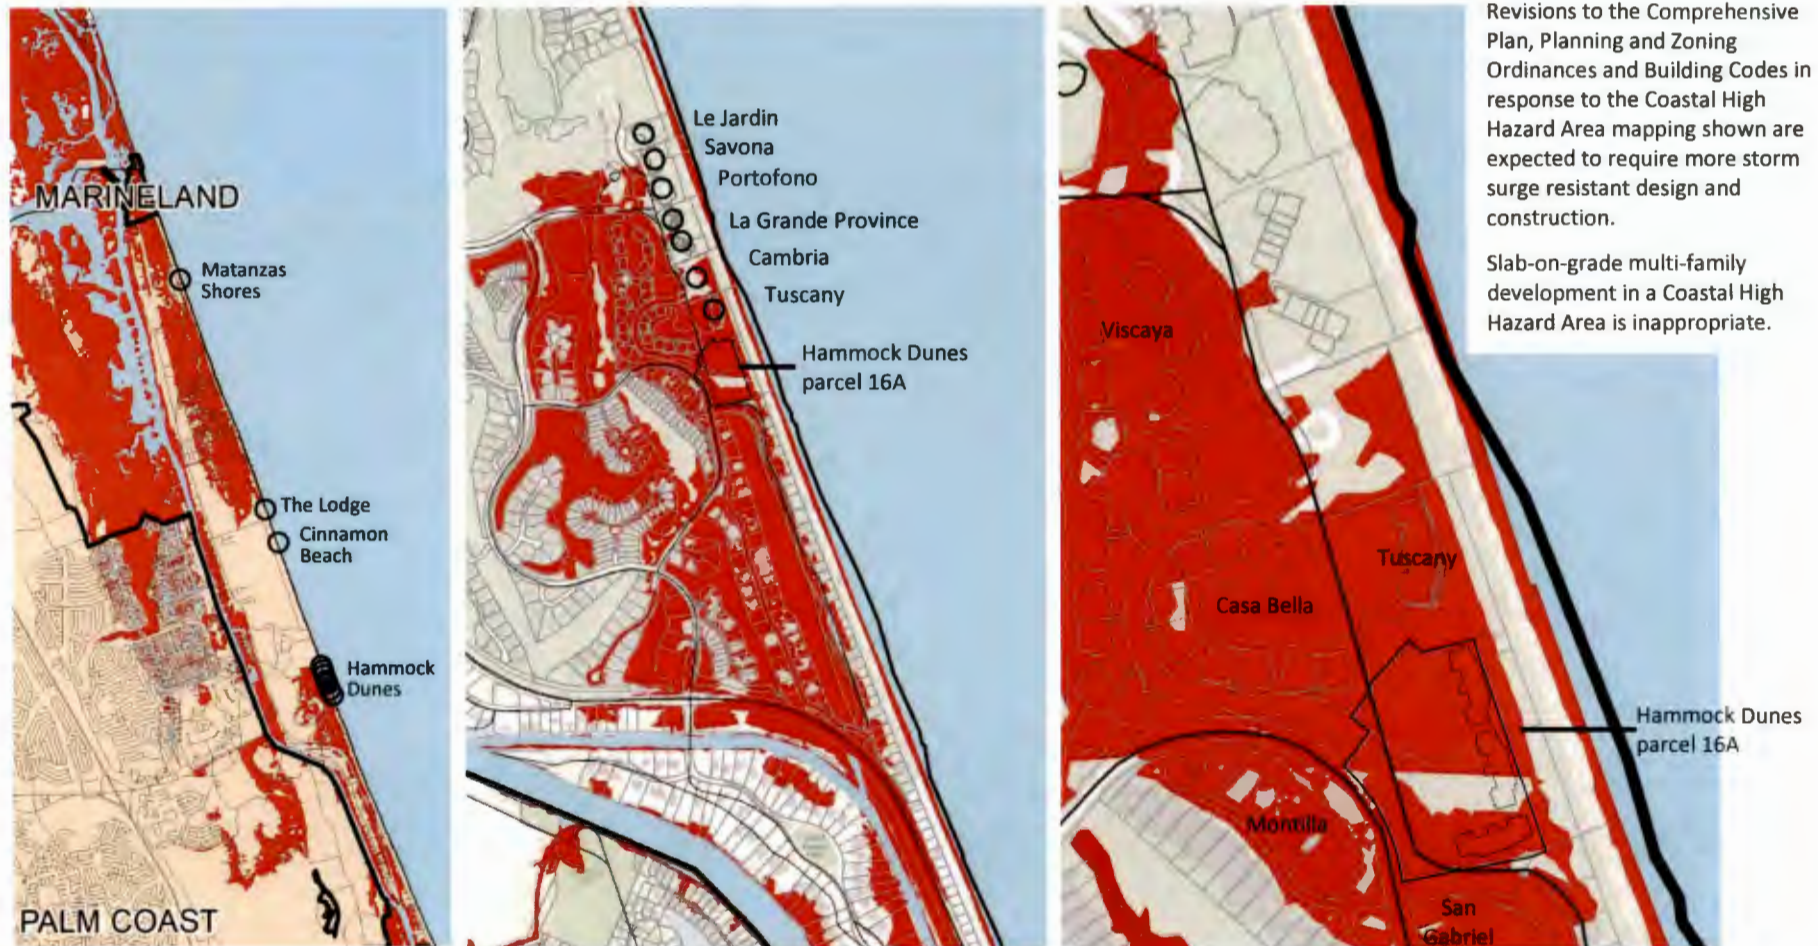 MARINELAND
Matanzas
Shores
The Lodge
Cinnamon
Beach
Hammock
Dunes
PALM COAST
Le Jardin
Savona
Portofono
La Grande Province
Cambria
Tuscany
Hammock Dunes
parcel 16A
Viscaya
Tuscany
Casa Bella
Montilla
San
Gabriel
Hammock Dunes
parcel 16A
Revisions to the Comprehensive
Plan, Planning and Zoning
Ordinances and Building Codes in
response to the Coastal High
Hazard Area mapping shown are
expected to require more storm
surge resistant design and
construction.
Slab-on-grade multi-family
development in a Coastal High
Hazard Area is inappropriate.